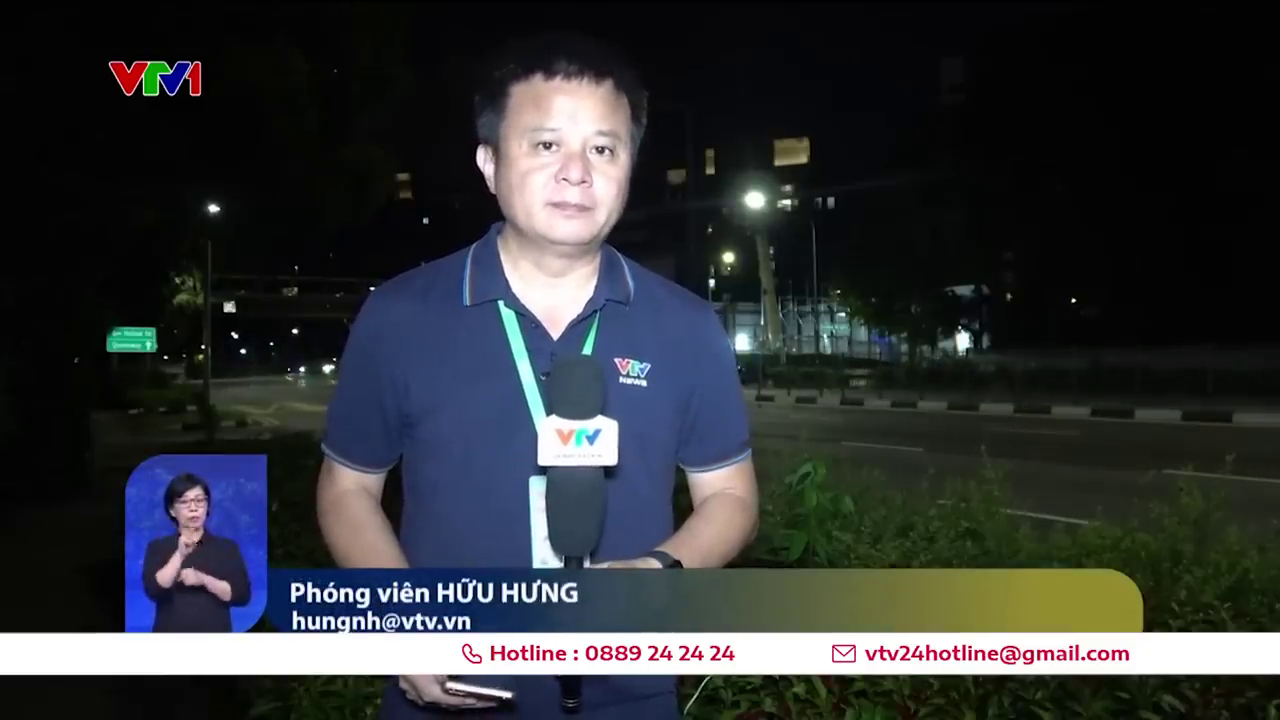 VTV1
VTV
News
VTV
Queensway
Phóng viên HỮU HƯNG
hungnh@vtv.vn
Hotline : 0889 24 24 24
vtv24hotline@gmail.com